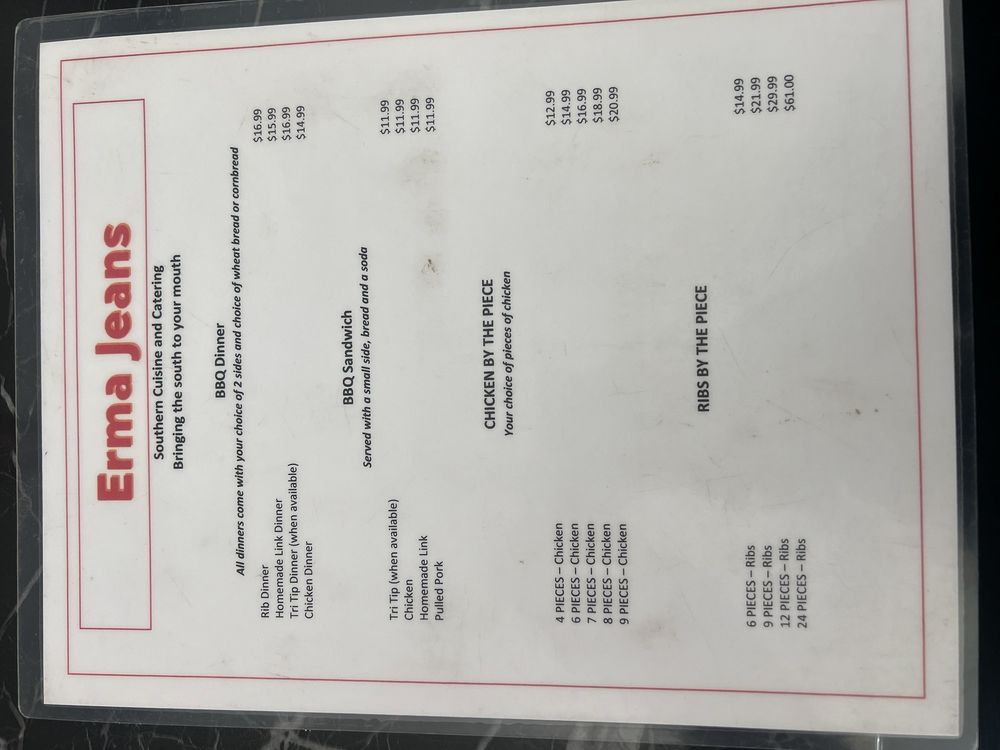 Erma Jeans
Southern Cuisine and Catering
Bringing the south to your mouth
BBQ Dinner
All dinners come with your choice of 2 sides and choice of wheat bread or cornbread
Rib Dinner $16.99
Homemade Link Dinner $15.99
Tri Tip Dinner (when available) $16.99
Chicken Dinner $14.99
BBQ Sandwich
Served with a small side, bread and a soda
Tri Tip (when available) $11.99
Chicken $11.99
Homemade Link $11.99
Pulled Pork $11.99
CHICKEN BY THE PIECE
Your choice of pieces of chicken
4 PIECES – Chicken $12.99
6 PIECES – Chicken $14.99
7 PIECES – Chicken $16.99
8 PIECES – Chicken $18.99
9 PIECES – Chicken $20.99
RIBS BY THE PIECE
6 PIECES – Ribs $14.99
9 PIECES – Ribs $21.99
12 PIECES – Ribs $29.99
24 PIECES – Ribs $61.00